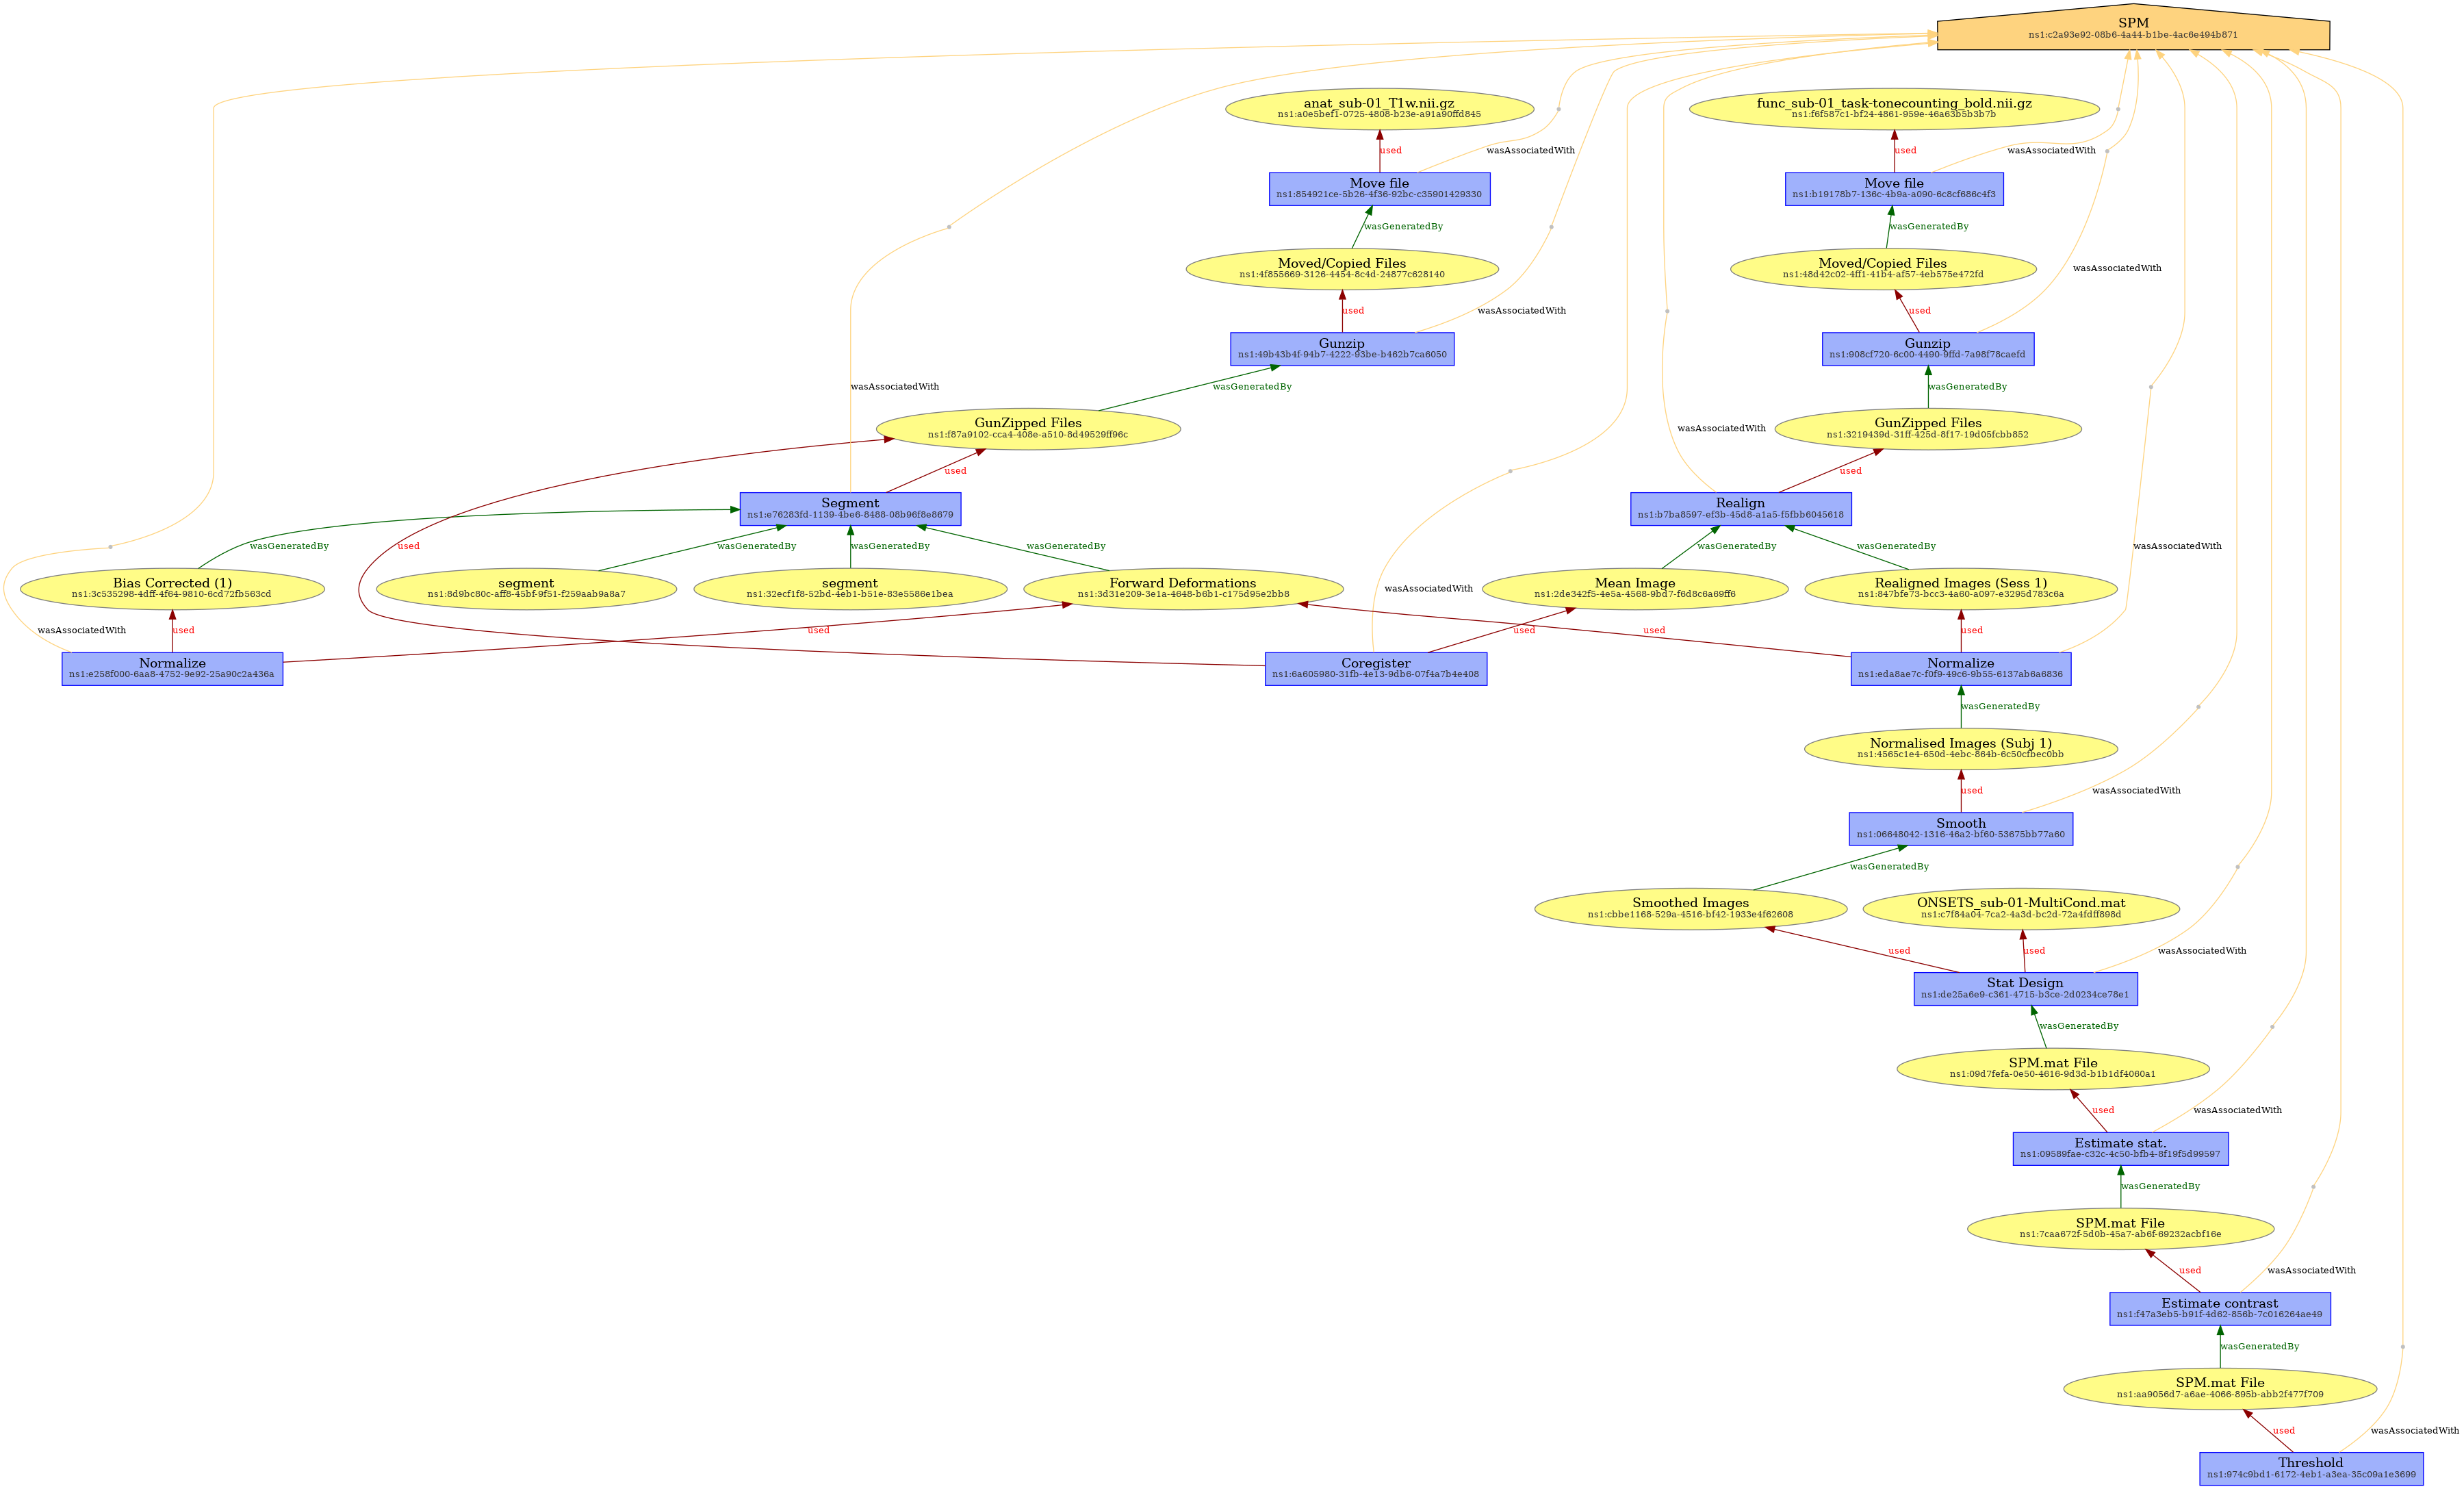 SPM
ns1:c2a93e92-08b6-4a44-b1be-4ac6e494b871
anat_sub-01_T1w.nii.gz
ns1:a0e5bef1-0725-4808-b23e-a91a90ffd845
func_sub-01_task-tonecounting_bold.nii.gz
ns1:f6f587c1-bf24-4861-959e-46a63b5b3b7b
used
wasAssociatedWith
used
wasAssociatedWith
Move file
ns1:854921ce-5b26-4f36-92bc-c35901429330
Move file
ns1:b19178b7-136c-4b9a-a090-6c8cf686c4f3
wasGeneratedBy
wasGeneratedBy
Moved/Copied Files
ns1:4f855669-3126-4454-8c4d-24877c628140
Moved/Copied Files
ns1:48d42c02-4ff1-41b4-af57-4eb575e472fd
wasAssociatedWith
used
wasAssociatedWith
used
Gunzip
ns1:49b43b4f-94b7-4222-93be-b462b7ca6050
Gunzip
ns1:908cf720-6c00-4490-9ffd-7a98f78caefd
wasAssociatedWith
wasGeneratedBy
wasGeneratedBy
GunZipped Files
ns1:f87a9102-cca4-408e-a510-8d49529ff96c
wasAssociatedWith
GunZipped Files
ns1:3219439d-31ff-425d-8f17-19d05fcbb852
used
used
Segment
ns1:e76283fd-1139-4be6-8488-08b96f8e8679
Realign
ns1:b7ba8597-ef3b-45d8-a1a5-f5fbb6045618
wasGeneratedBy
used
wasGeneratedBy
wasGeneratedBy
wasGeneratedBy
wasGeneratedBy
wasGeneratedBy
wasAssociatedWith
Bias Corrected (1)
ns1:3c535298-4dff-4f64-9810-6cd72fb563cd
segment
ns1:8d9bc80c-aff8-45bf-9f51-f259aab9a8a7
segment
ns1:32ecf1f8-52bd-4eb1-b51e-83e5586e1bea
Forward Deformations
ns1:3d31e209-3e1a-4648-b6b1-c175d95e2bb8
wasAssociatedWith
Mean Image
ns1:2de342f5-4e5a-4568-9bd7-f6d8c6a69ff6
Realigned Images (Sess 1)
ns1:847bfe73-bcc3-4a60-a097-e3295d783c6a
wasAssociatedWith
used
used
used
used
used
Normalize
ns1:e258f000-6aa8-4752-9e92-25a90c2a436a
Coregister
ns1:6a605980-31fb-4e13-9db6-07f4a7b4e408
Normalize
ns1:eda8ae7c-f0f9-49c6-9b55-6137ab6a6836
wasGeneratedBy
Normalised Images (Subj 1)
ns1:4565c1e4-650d-4ebc-864b-6c50cfbec0bb
used
wasAssociatedWith
Smooth
ns1:06648042-1316-46a2-bf60-53675bb77a60
wasGeneratedBy
Smoothed Images
ns1:cbbe1168-529a-4516-bf42-1933e4f62608
ONSETS_sub-01-MultiCond.mat
ns1:c7f84a04-7ca2-4a3d-bc2d-72a4fdff898d
used
used
wasAssociatedWith
Stat Design
ns1:de25a6e9-c361-4715-b3ce-2d0234ce78e1
wasGeneratedBy
SPM.mat File
ns1:09d7fefa-0e50-4616-9d3d-b1b1df4060a1
used
wasAssociatedWith
Estimate stat.
ns1:09589fae-c32c-4c50-bfb4-8f19f5d99597
wasGeneratedBy
SPM.mat File
ns1:7caa672f-5d0b-45a7-ab6f-69232acbf16e
used
wasAssociatedWith
Estimate contrast
ns1:f47a3eb5-b91f-4d62-856b-7c016264ae49
wasGeneratedBy
SPM.mat File
ns1:aa9056d7-a6ae-4066-895b-abb2f477f709
used
wasAssociatedWith
Threshold
ns1:974c9bd1-6172-4eb1-a3ea-35c09a1e3699